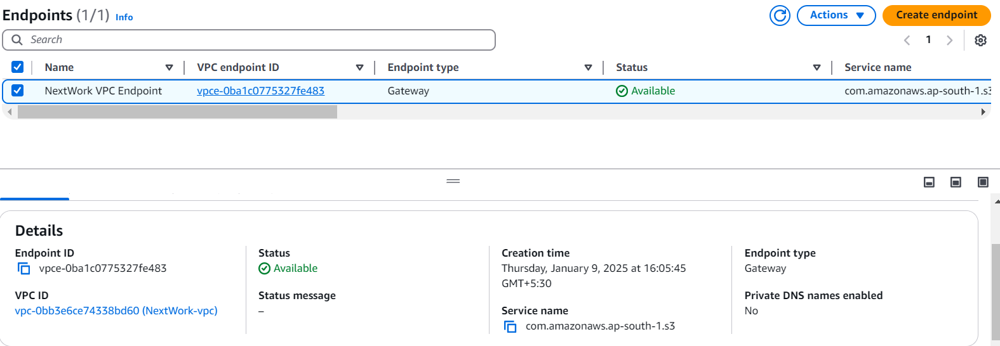 Endpoints (1/1) Info
Actions
Create endpoint
Search
1
Name VPC endpoint ID Endpoint type Status Service name
NextWork VPC Endpoint vpce-0ba1c0775327fe483 Gateway Available com.amazonaws.ap-south-1.s3
Details
Endpoint ID
vpce-0ba1c0775327fe483
VPC ID
vpc-0bb3e6ce74338bd60 (NextWork-vpc)
Status
Available
Status message
–
Creation time
Thursday, January 9, 2025 at 16:05:45
GMT+5:30
Service name
com.amazonaws.ap-south-1.s3
Endpoint type
Gateway
Private DNS names enabled
No